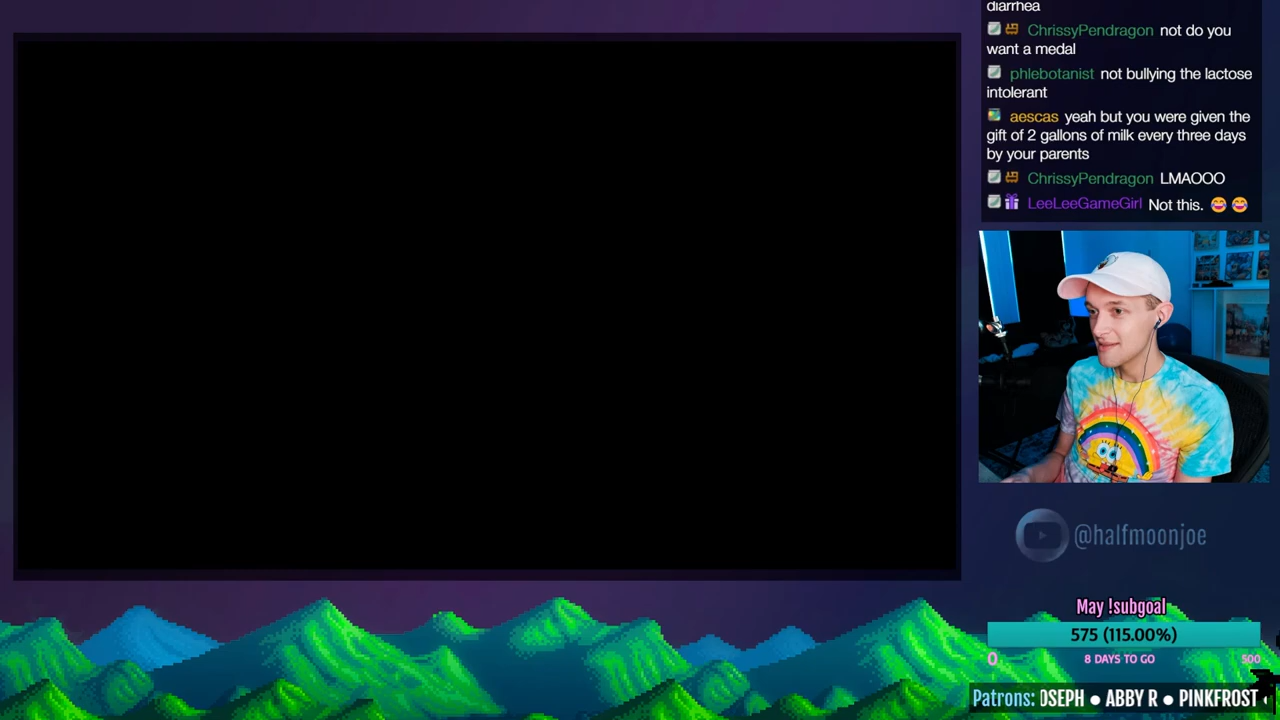 diarrhea
ChrissyPendragon not do you
want a medal
phlebotanist not bullying the lactose
intolerant
aescas yeah but you were given the
gift of 2 gallons of milk every three days
by your parents
ChrissyPendragon LMAOOO
LeeLeeGameGirl Not this. 😂 😂
@halfmoonjoe
May !subgoal
575 (115.00%)
0 8 DAYS TO GO 500
Patrons: OSEPH ● ABBY R ● PINKFROST